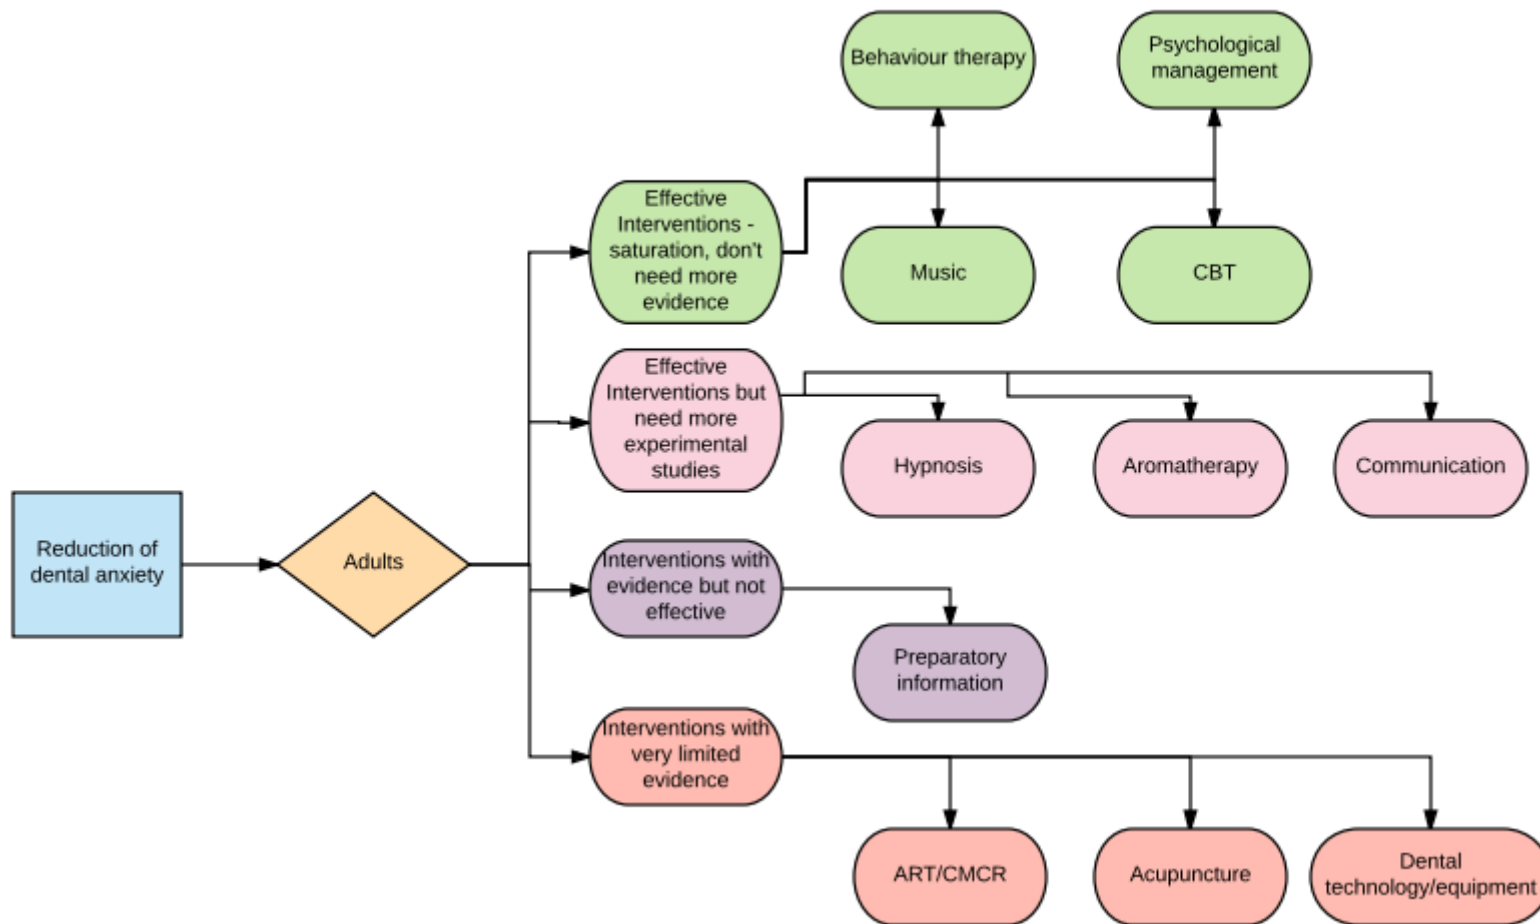 Behaviour therapy
Psychological
management
Effective
Interventions -
saturation, don't
need more
evidence
Music
CBT
Effective
Interventions but
need more
experimental
studies
Hypnosis
Aromatherapy
Communication
Reduction of
dental anxiety
Adults
Interventions with
evidence but not
effective
Preparatory
information
Interventions with
very limited
evidence
ART/CMCR
Acupuncture
Dental
technology/equipment